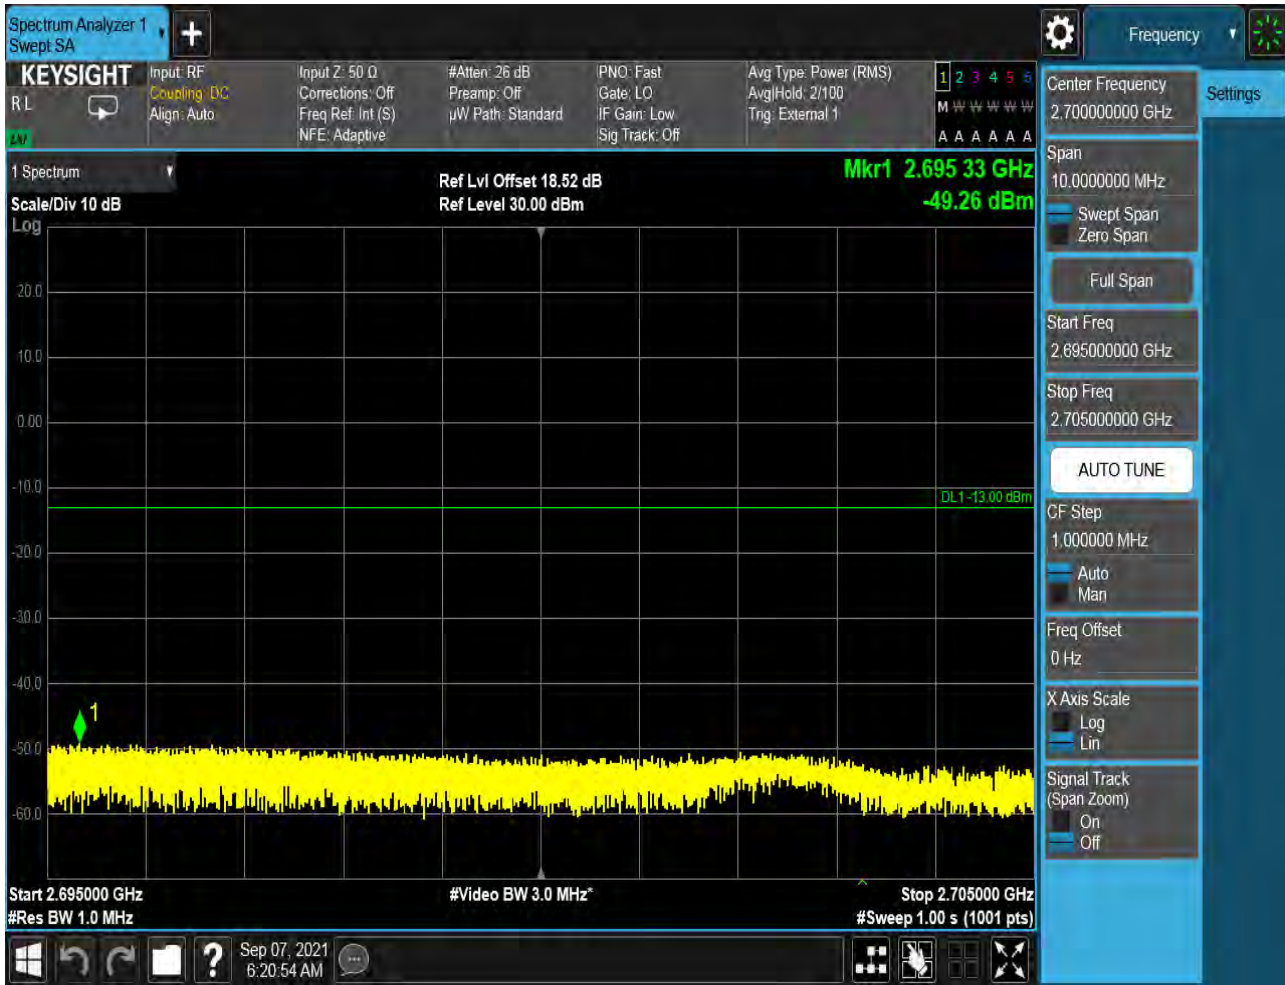 Spectrum Analyzer 1
Swept SA
Frequency
KEYSIGHT
R L
LNI
Input: RF
Coupling: DC
Align: Auto
Input Z: 50 Ω
Corrections: Off
Freq Ref: Int (S)
NFE: Adaptive
#Atten: 26 dB
Preamp: Off
µW Path: Standard
PNO: Fast
Gate: LO
IF Gain: Low
Sig Track: Off
Avg Type: Power (RMS)
Avg|Hold: 2/100
Trig: External 1
1 2 3 4 5 6
M W W W W W
A A A A A A
1 Spectrum
Scale/Div 10 dB
Log
Ref Lvl Offset 18.52 dB
Ref Level 30.00 dBm
Mkr1 2.695 33 GHz
-49.26 dBm
20.0
10.0
0.00
-10.0
DL1 -13.00 dBm
-20.0
-30.0
-40.0
1
-50.0
-60.0
Start 2.695000 GHz
#Res BW 1.0 MHz
#Video BW 3.0 MHz*
Stop 2.705000 GHz
#Sweep 1.00 s (1001 pts)
Center Frequency
2.700000000 GHz
Settings
Span
10.0000000 MHz
Swept Span
Zero Span
Full Span
Start Freq
2.695000000 GHz
Stop Freq
2.705000000 GHz
AUTO TUNE
CF Step
1.000000 MHz
Auto
Man
Freq Offset
0 Hz
X Axis Scale
Log
Lin
Signal Track
(Span Zoom)
On
Off
?
Sep 07, 2021
6:20:54 AM